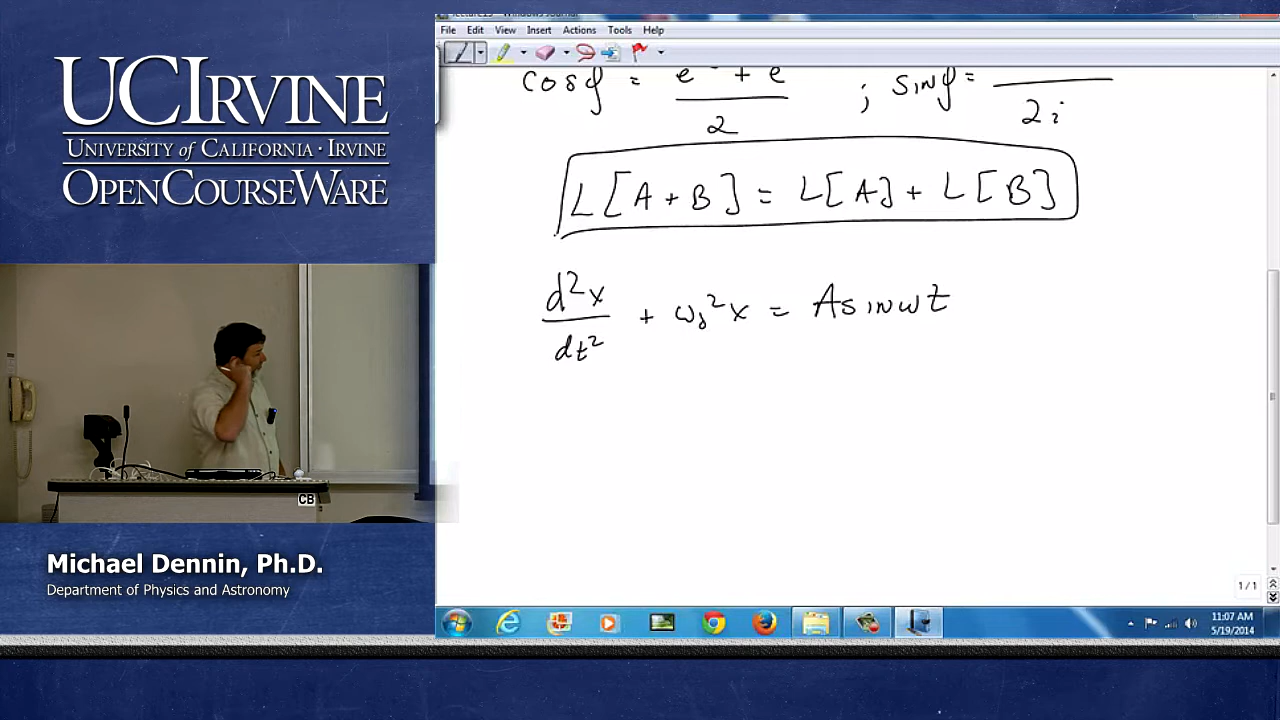 UCIRVINE
UNIVERSITY of CALIFORNIA · IRVINE
OPENCOURSEWARE
CB
Michael Dennin, Ph.D.
Department of Physics and Astronomy
File Edit View Insert Actions Tools Help
cos φ = e + e / 2 ; sin φ = / 2i
L[A + B] = L[A] + L[B]
d²x/dt² + ω₀²x = A sin ωt
1/1
11:07 AM
5/19/2014